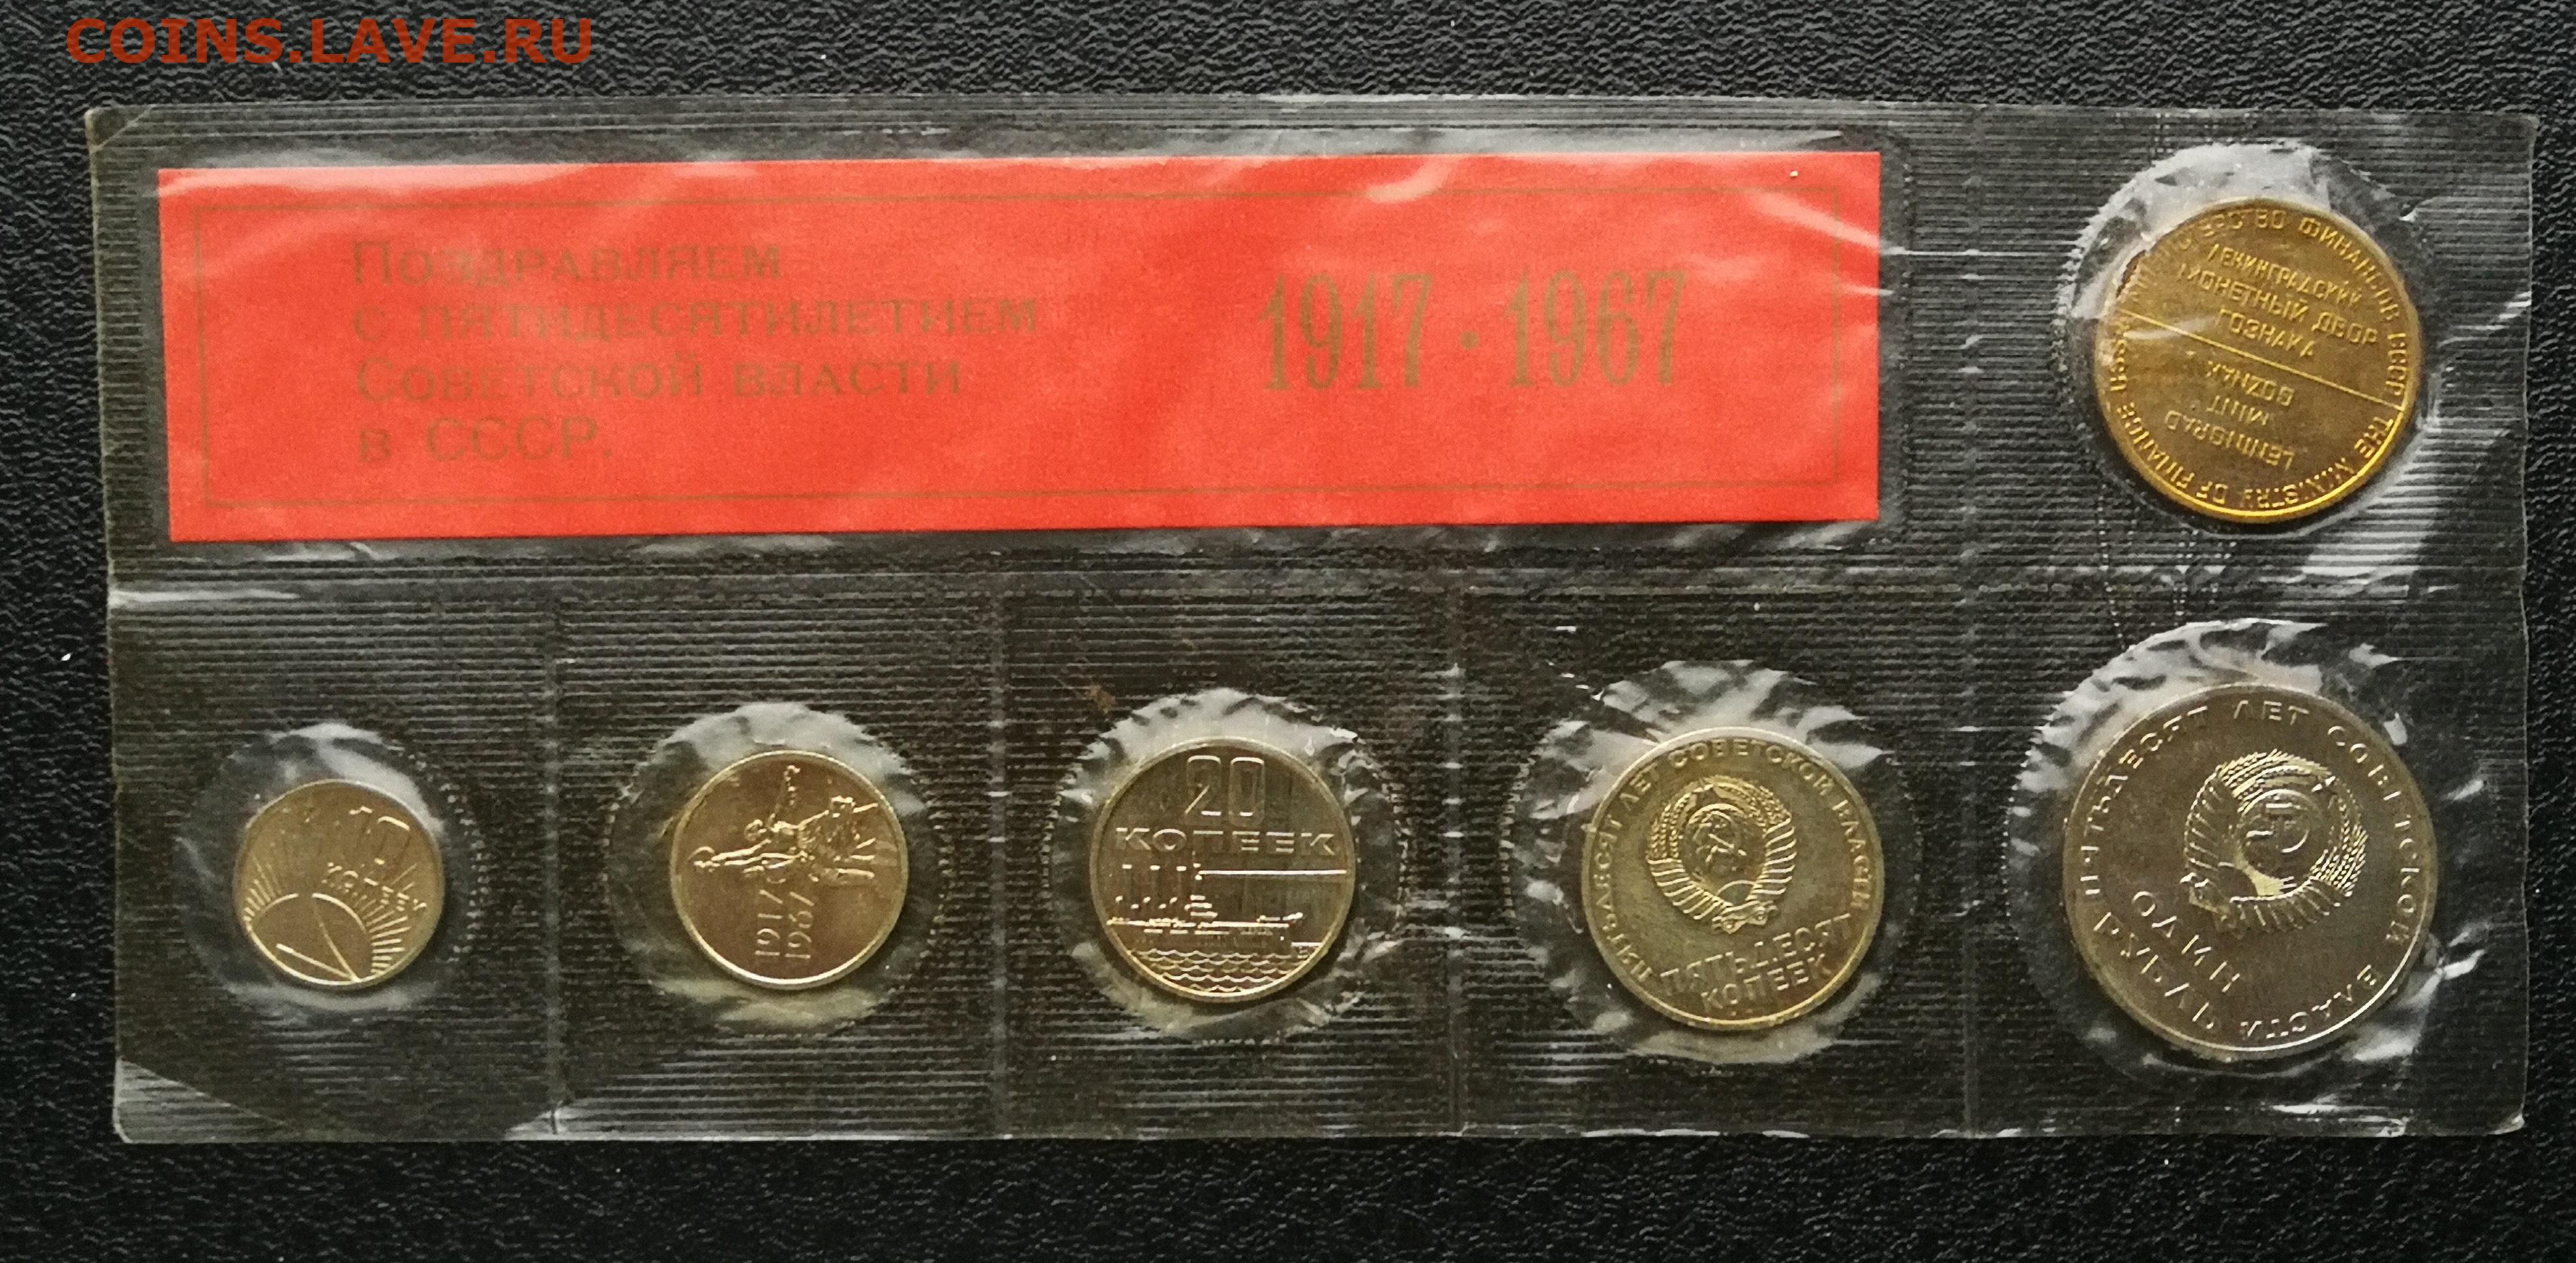 COINS.LAVE.RU
Поздравляем
с пятидесятилетием
Советской власти
в СССР.
1917 · 1967
МИНИСТЕРСТВО ФИНАНСОВ СССР
ЛЕНИНГРАДСКИЙ
МОНЕТНЫЙ ДВОР
ГОЗНАКА
GOZNAK
MINT
LENINGRAD
THE MINISTRY OF FINANCE USSR
10
КОПЕЕК
1917
1967
20
КОПЕЕК
ПЯТЬДЕСЯТ ЛЕТ СОВЕТСКОЙ ВЛАСТИ
ПЯТЬДЕСЯТ
КОПЕЕК
ПЯТЬДЕСЯТ ЛЕТ СОВЕТСКОЙ ВЛАСТИ
ОДИН
РУБЛЬ